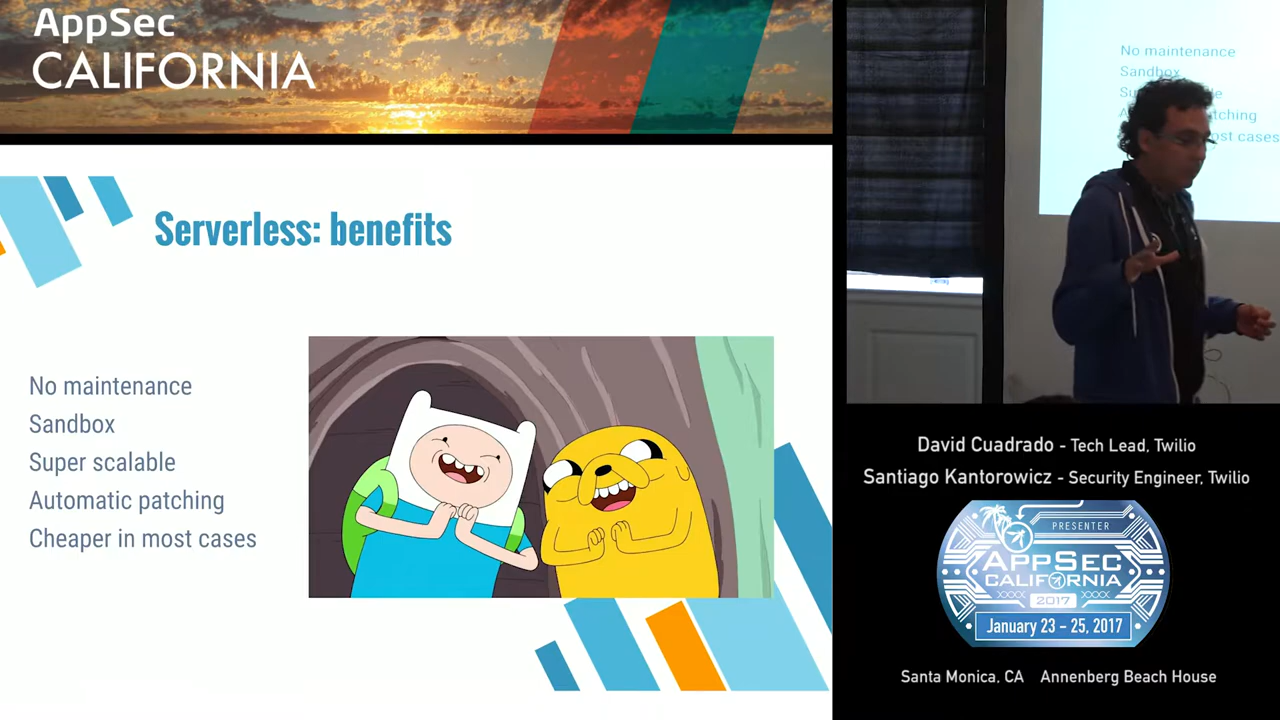 AppSec
CALIFORNIA
Serverless: benefits
No maintenance
Sandbox
Super scalable
Automatic patching
Cheaper in most cases
No maintenance
Sandbox
David Cuadrado - Tech Lead, Twilio
Santiago Kantorowicz - Security Engineer, Twilio
PRESENTER
APPSEC
CALIFORNIA
2017
January 23 - 25, 2017
Santa Monica, CA Annenberg Beach House